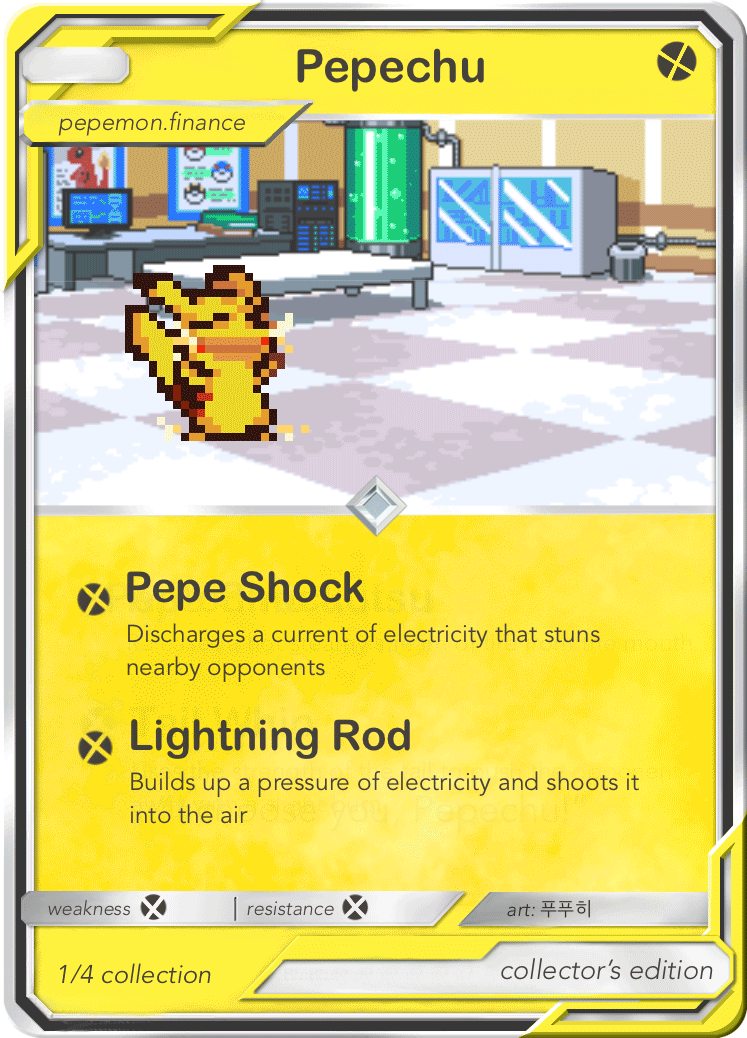 Pepechu
pepemon.finance
Pepe Shock
Discharges a current of electricity that stuns
nearby opponents
Lightning Rod
Builds up a pressure of electricity and shoots it
into the air
weakness | resistance
art: 푸푸히
1/4 collection
collector's edition